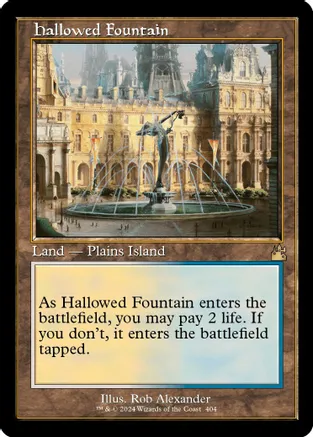 Hallowed Fountain
Land — Plains Island
As Hallowed Fountain enters the
battlefield, you may pay 2 life. If
you don't, it enters the battlefield
tapped.
Illus. Rob Alexander
™ & © 2024 Wizards of the Coast 404